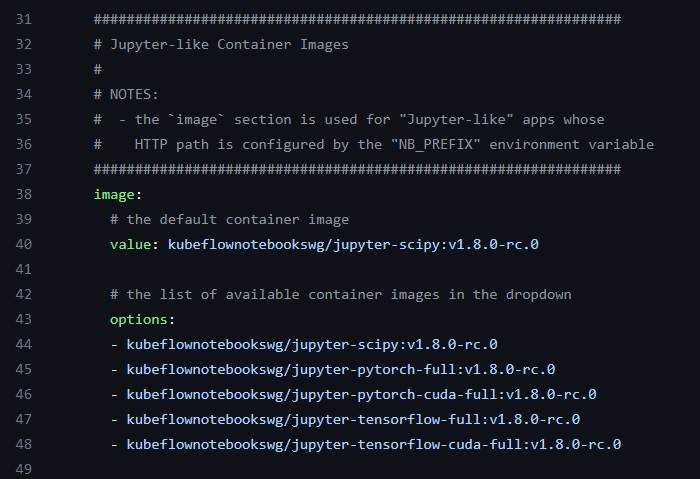 31 ################################################################
32 # Jupyter-like Container Images
33 #
34 # NOTES:
35 #  - the `image` section is used for "Jupyter-like" apps whose
36 #    HTTP path is configured by the "NB_PREFIX" environment variable
37 ################################################################
38 image:
39   # the default container image
40   value: kubeflownotebookswg/jupyter-scipy:v1.8.0-rc.0
41
42   # the list of available container images in the dropdown
43   options:
44   - kubeflownotebookswg/jupyter-scipy:v1.8.0-rc.0
45   - kubeflownotebookswg/jupyter-pytorch-full:v1.8.0-rc.0
46   - kubeflownotebookswg/jupyter-pytorch-cuda-full:v1.8.0-rc.0
47   - kubeflownotebookswg/jupyter-tensorflow-full:v1.8.0-rc.0
48   - kubeflownotebookswg/jupyter-tensorflow-cuda-full:v1.8.0-rc.0
49